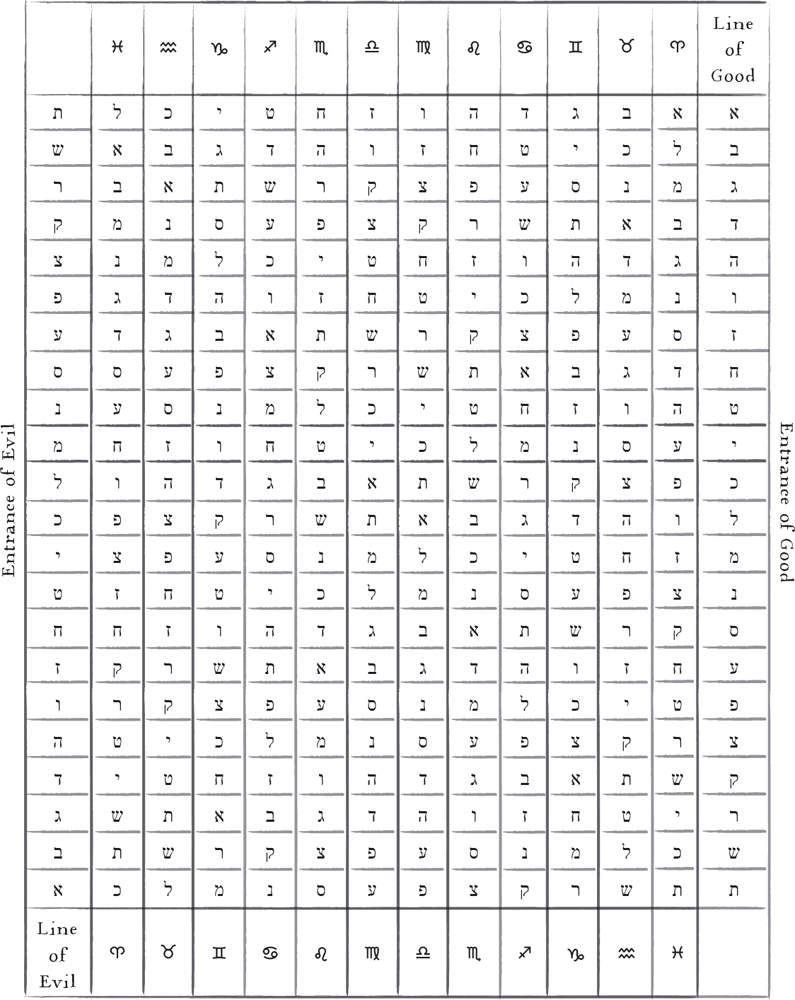 ♓ ♒ ♑ ♐ ♏ ♎ ♍ ♌ ♋ ♊ ♉ ♈ Line
of
Good
א א ב ג ד ה ו ז ח ט י כ ל ת
ב ל כ י ט ח ז ו ה ד ג ב א ש
ג מ נ ס ע פ צ ק ר ש ת א ב ר
ד ב א ת ש ר ק צ פ ע ס נ מ ק
ה ג ד ה ו ז ח ט י כ ל מ נ צ
ו נ מ ל כ י ט ח ז ו ה ד ג פ
ז ס ע פ צ ק ר ש ת א ב ג ד ע
ח ד ג ב א ת ש ר ק צ פ ע ס ס
ט ה ו ז ח ט י כ ל מ נ ס ע נ
י ע ס נ מ ל כ י ט ח ו ז ח מ
כ פ צ ק ר ש ת א ב ג ד ה ו ל
ל ו ה ד ג ב א ת ש ר ק צ פ כ
מ ז ח ט י כ ל מ נ ס ע פ צ י
נ צ פ ע ס נ מ ל כ י ט ח ז ט
ס ק ר ש ת א ב ג ד ה ו ז ח ח
ע ח ז ו ה ד ג ב א ת ש ר ק ז
פ ט י כ ל מ נ ס ע פ צ ק ר ו
צ ר ק צ פ ע ס נ מ ל כ י ט ה
ק ש ת א ב ג ד ה ו ז ח ט י ד
ר י ט ח ז ו ה ד ג ב א ת ש ג
ש כ ל מ נ ס ע פ צ ק ר ש ת ב
ת ת ש ר ק צ פ ע ס נ מ ל כ א
Line
of
Evil ♈ ♉ ♊ ♋ ♌ ♍ ♎ ♏ ♐ ♑ ♒ ♓
Entrance of Evil
Entrance of Good